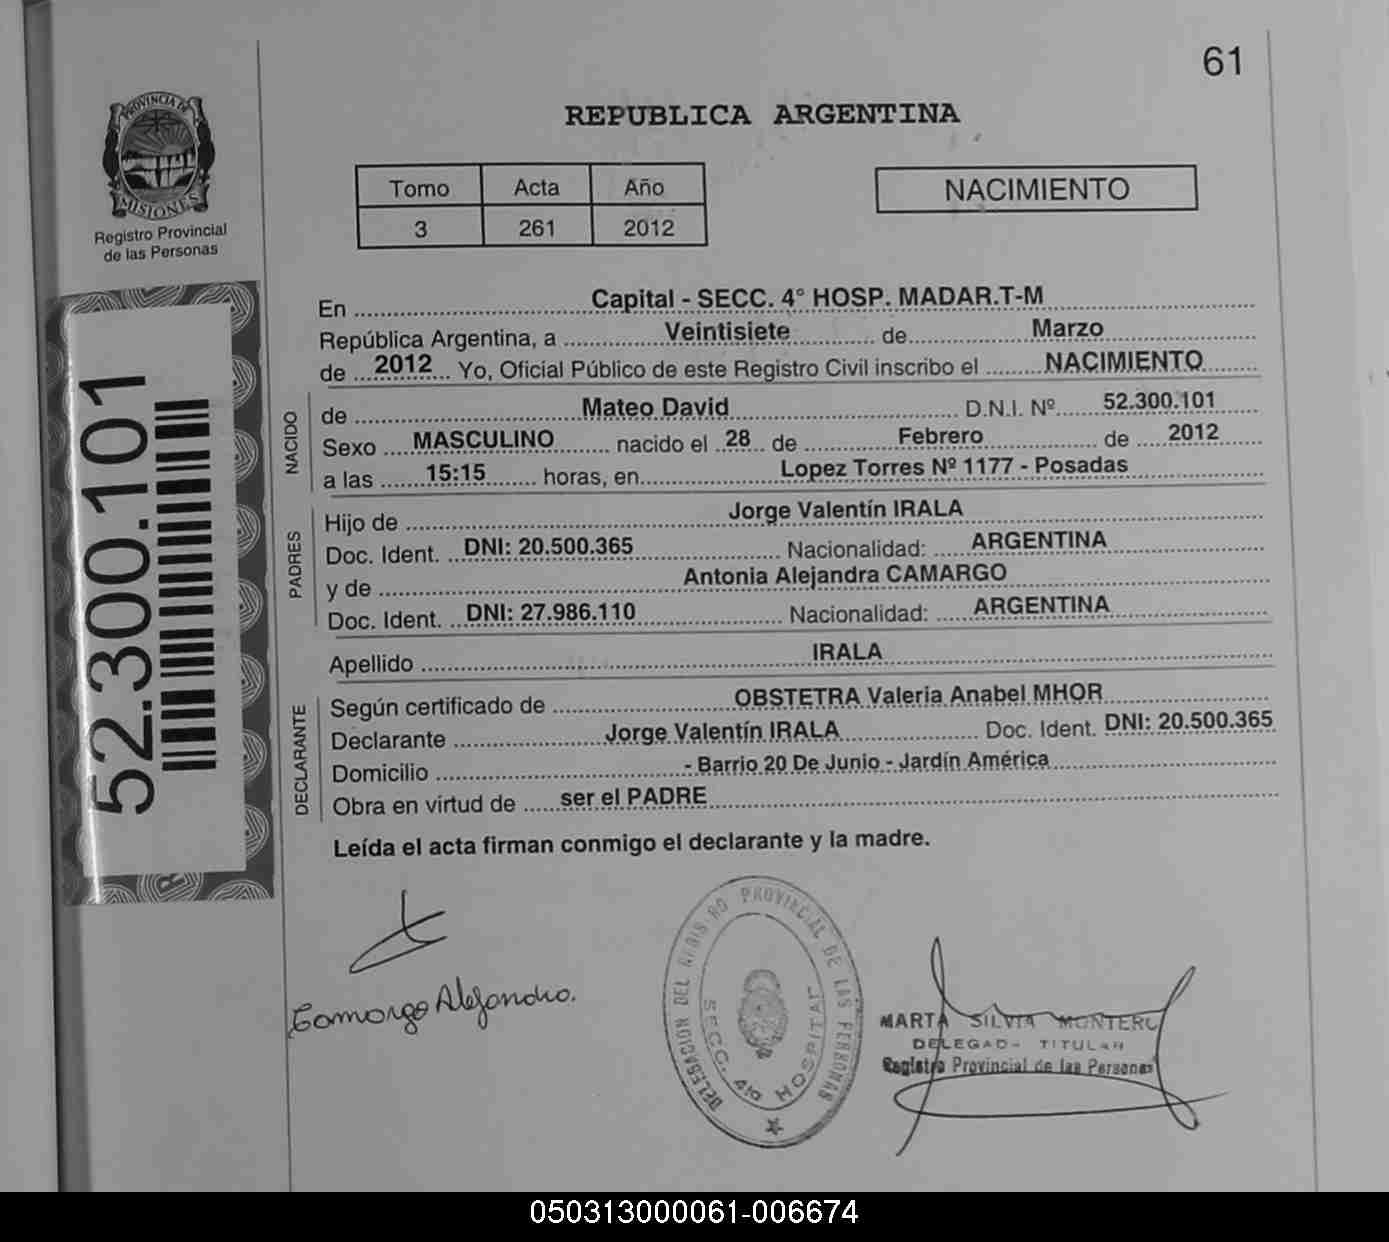 61
PROVINCIA DE
MISIONES
Registro Provincial
de las Personas
REPUBLICA ARGENTINA
Tomo Acta Año
3 261 2012
NACIMIENTO
52.300.101
En Capital - SECC. 4° HOSP. MADAR.T-M
República Argentina, a Veintisiete de Marzo
de 2012 Yo, Oficial Público de este Registro Civil inscribo el NACIMIENTO
NACIDO
de Mateo David D.N.I. Nº 52.300.101
Sexo MASCULINO nacido el 28 de Febrero de 2012
a las 15:15 horas, en Lopez Torres Nº 1177 - Posadas
PADRES
Hijo de Jorge Valentín IRALA
Doc. Ident. DNI: 20.500.365 Nacionalidad: ARGENTINA
y de Antonia Alejandra CAMARGO
Doc. Ident. DNI: 27.986.110 Nacionalidad: ARGENTINA
Apellido IRALA
DECLARANTE
Según certificado de OBSTETRA Valeria Anabel MHOR
Declarante Jorge Valentín IRALA Doc. Ident. DNI: 20.500.365
Domicilio - Barrio 20 De Junio - Jardín América
Obra en virtud de ser el PADRE
Leída el acta firman conmigo el declarante y la madre.
Camargo Alejandra.
DELEGACION DEL REGISTRO PROVINCIAL DE LAS PERSONAS
SECC. 4ta HOSPITAL
MARTA SILVIA MONTERO
DELEGADA TITULAR
Registro Provincial de las Personas
050313000061-006674